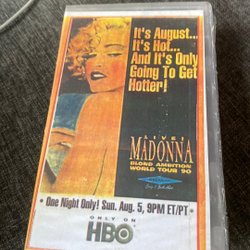 It's August...
It's Hot...
And It's Only
Going To Get
Hotter!
LIVE!
MADONNA
BLOND AMBITION
WORLD TOUR 90
• One Night Only! Sun. Aug. 5, 9PM ET/PT •
ONLY ON
HBO